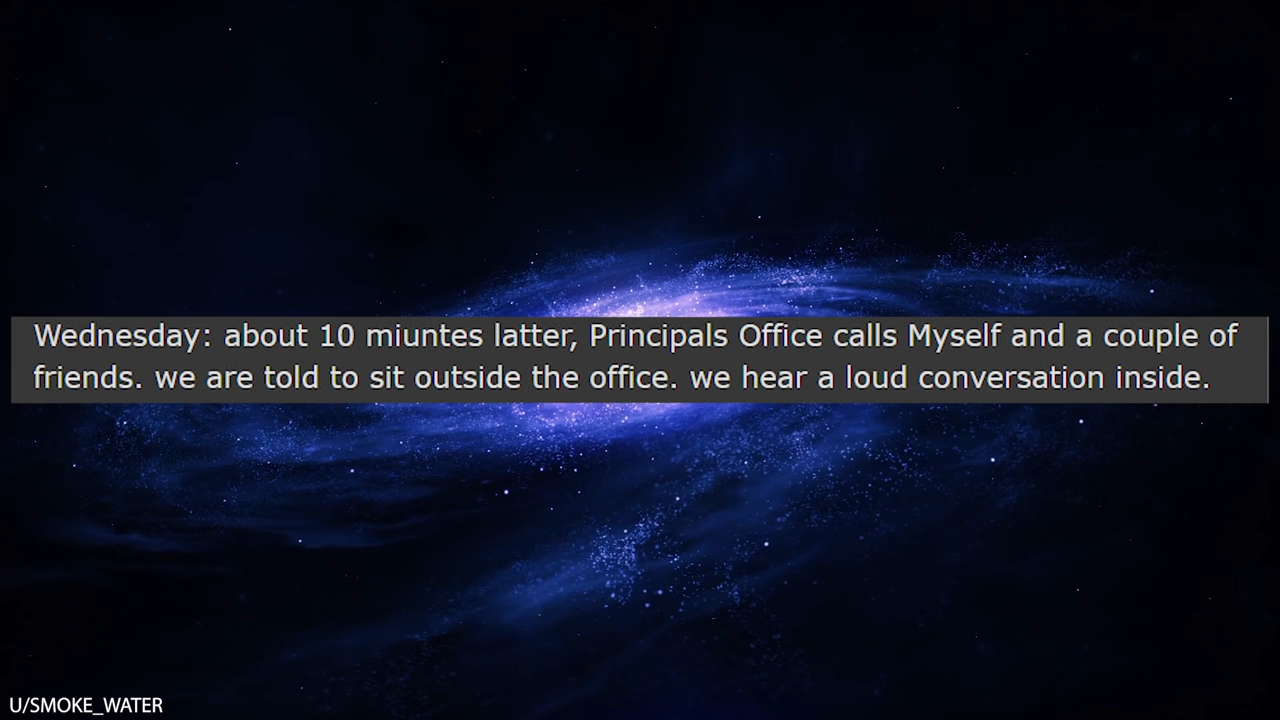 Wednesday: about 10 miuntes latter, Principals Office calls Myself and a couple of
friends. we are told to sit outside the office. we hear a loud conversation inside.
U/SMOKE_WATER